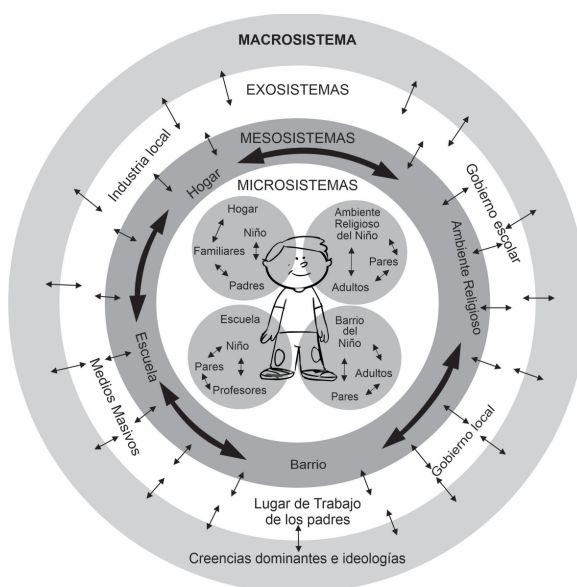 MACROSISTEMA
EXOSISTEMAS
MESOSISTEMAS
MICROSISTEMAS
Industria local
Hogar
Gobierno escolar
Ambiente Religioso
Escuela
Medios Masivos
Barrio
Gobierno local
Hogar
Niño
Familiares
Padres
Ambiente
Religioso
del Niño
Pares
Adultos
Escuela
Niño
Pares
Profesores
Barrio
del
Niño
Adultos
Pares
Lugar de Trabajo
de los padres
Creencias dominantes e ideologías